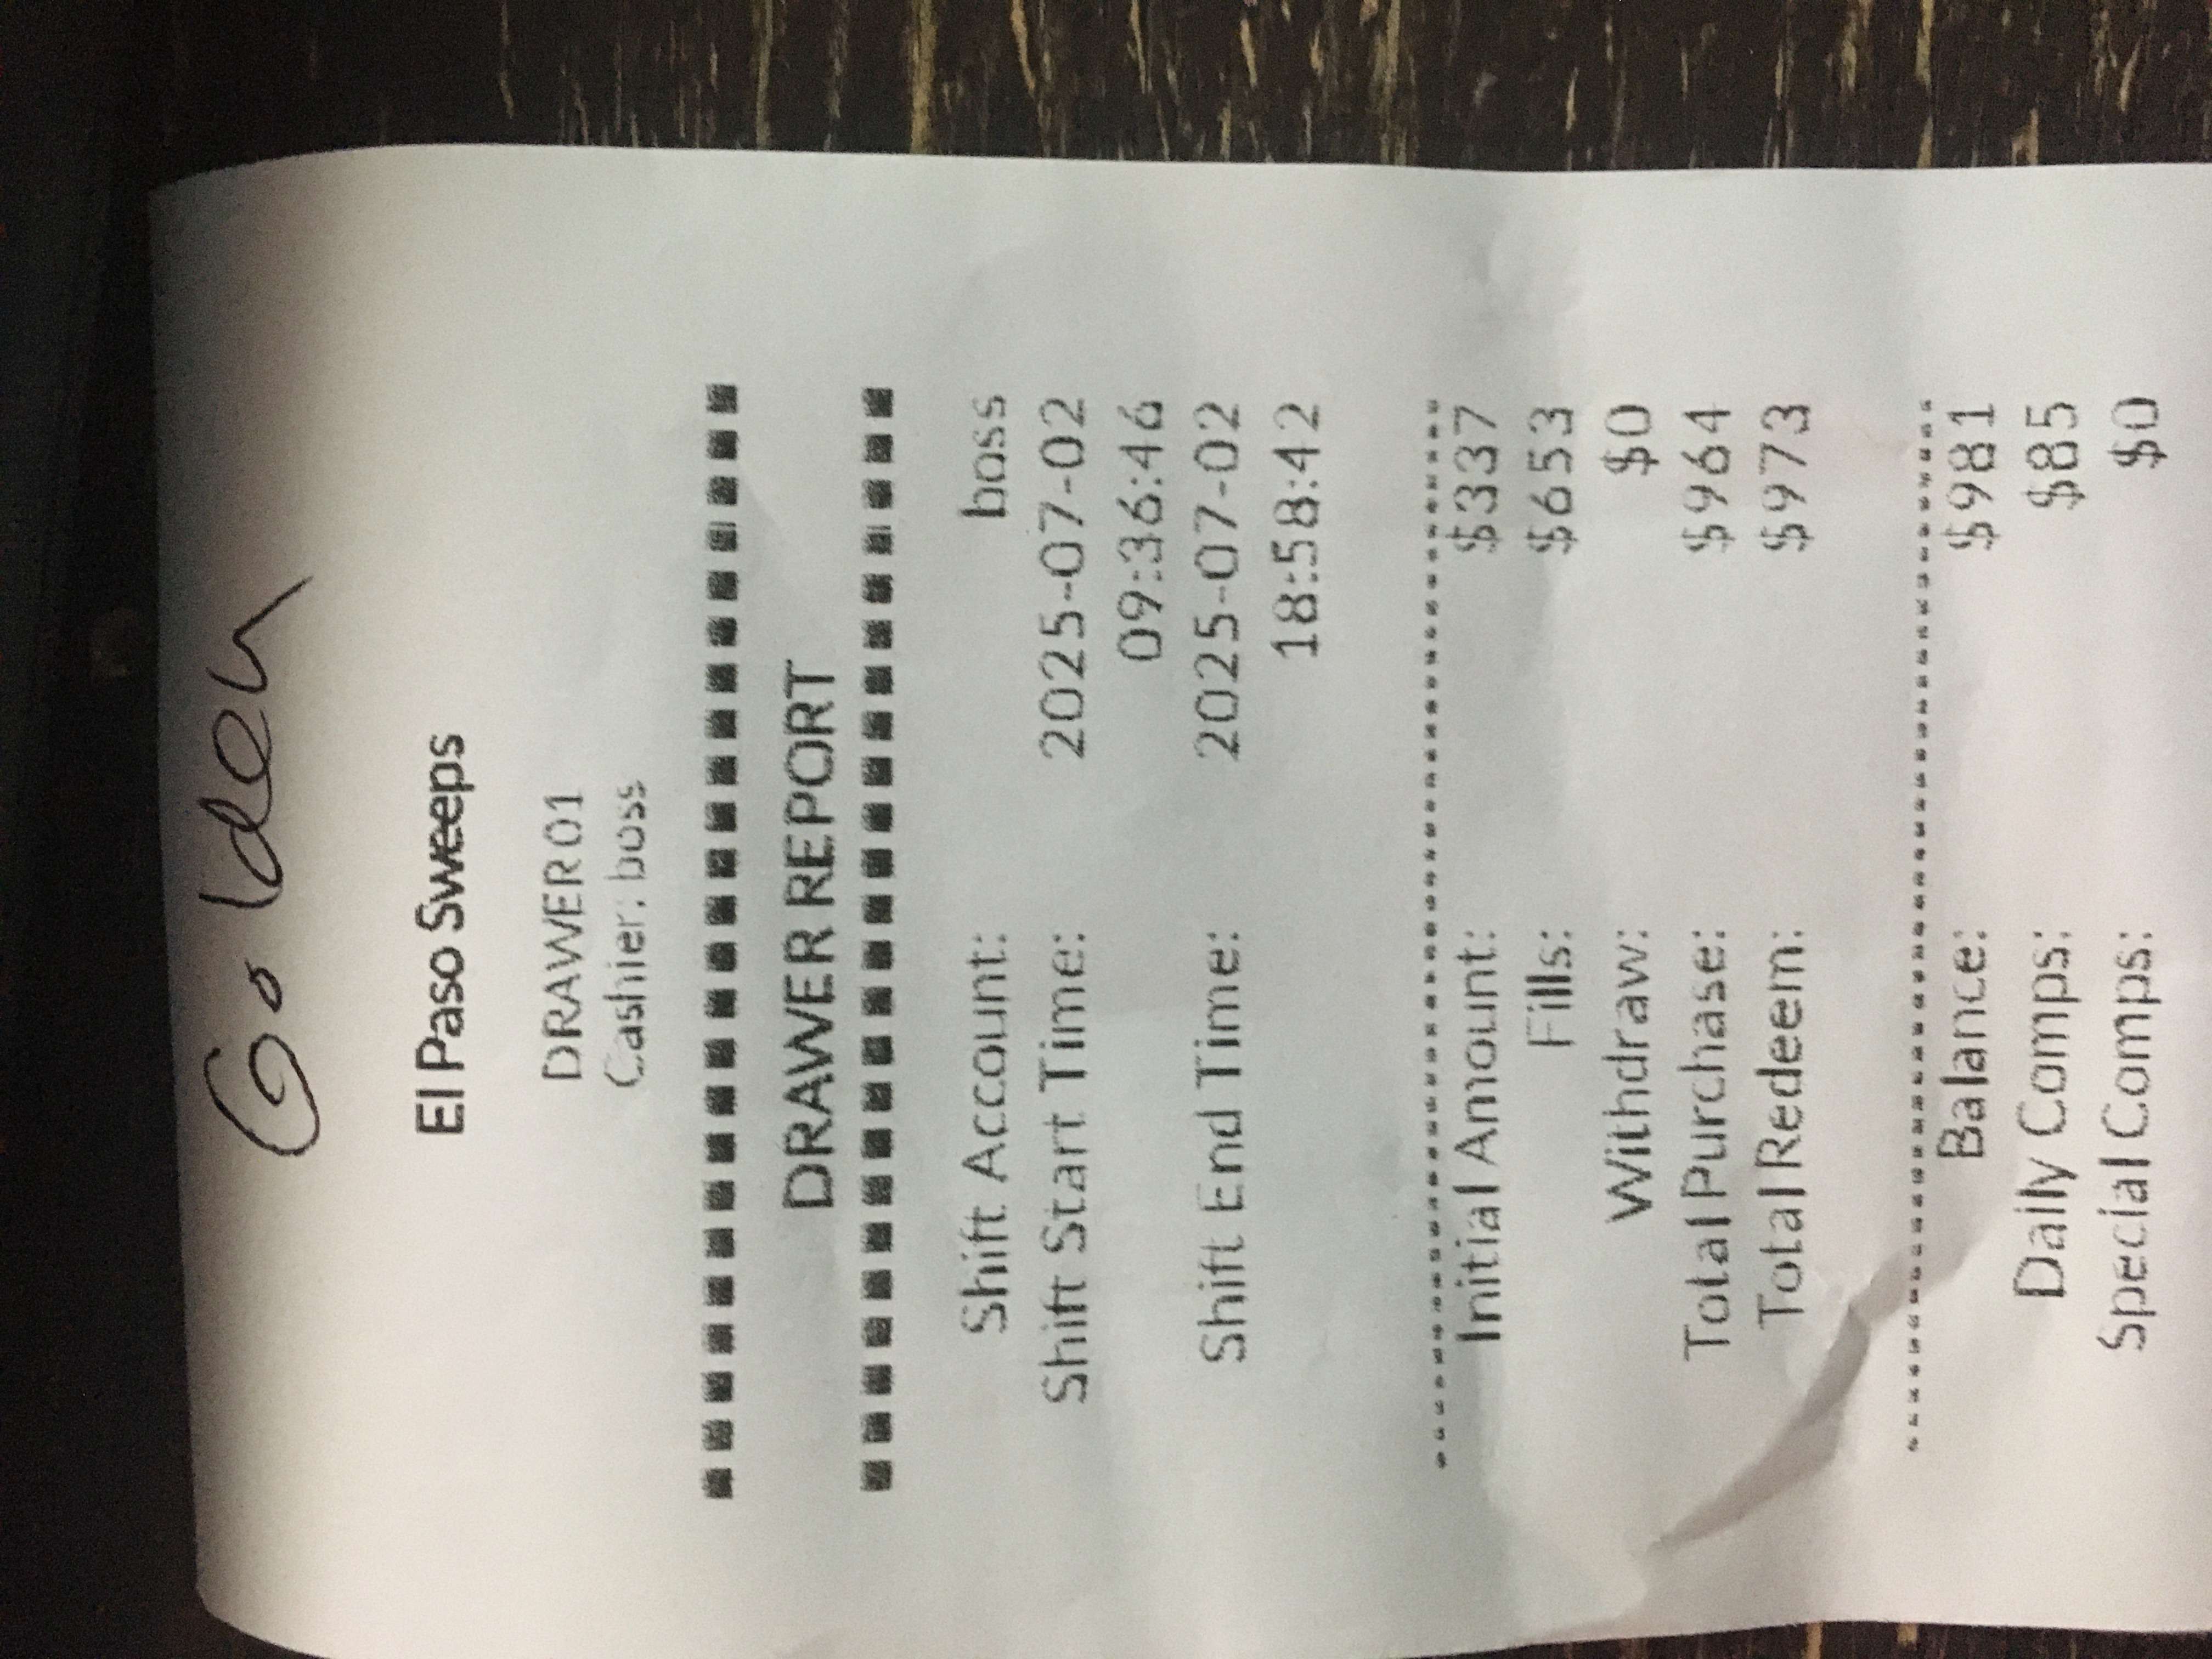 Golden
El Paso Sweeps
DRAWER01
Cashier: boss
DRAWER REPORT
Shift Account: boss
Shift Start Time: 2025-07-02
09:36:46
Shift End Time: 2025-07-02
18:58:42
Initial Amount: $337
Fills: $653
Withdraw: $0
Total Purchase: $964
Total Redeem: $973
Balance: $981
Daily Comps: $85
Special Comps: $0